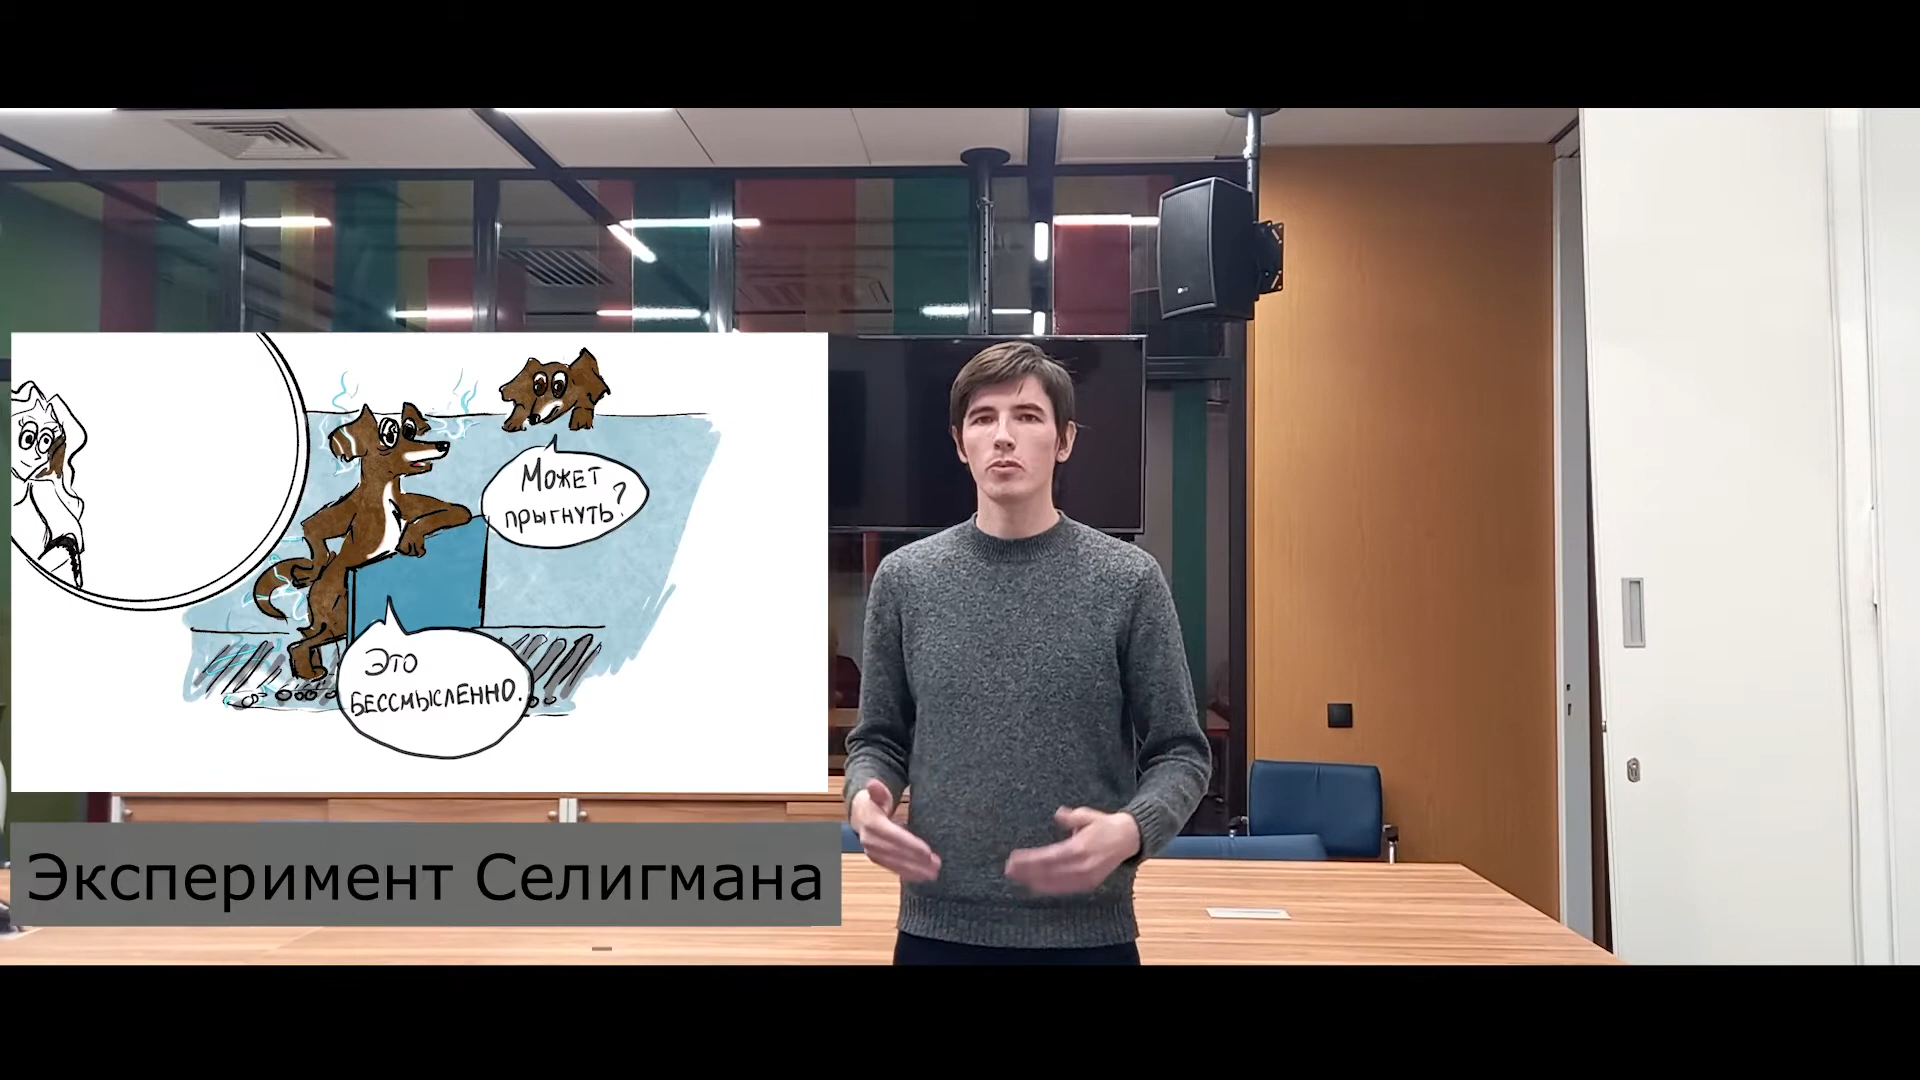 Может
прыгнуть?
Это
бессмысленно.
Эксперимент Селигмана